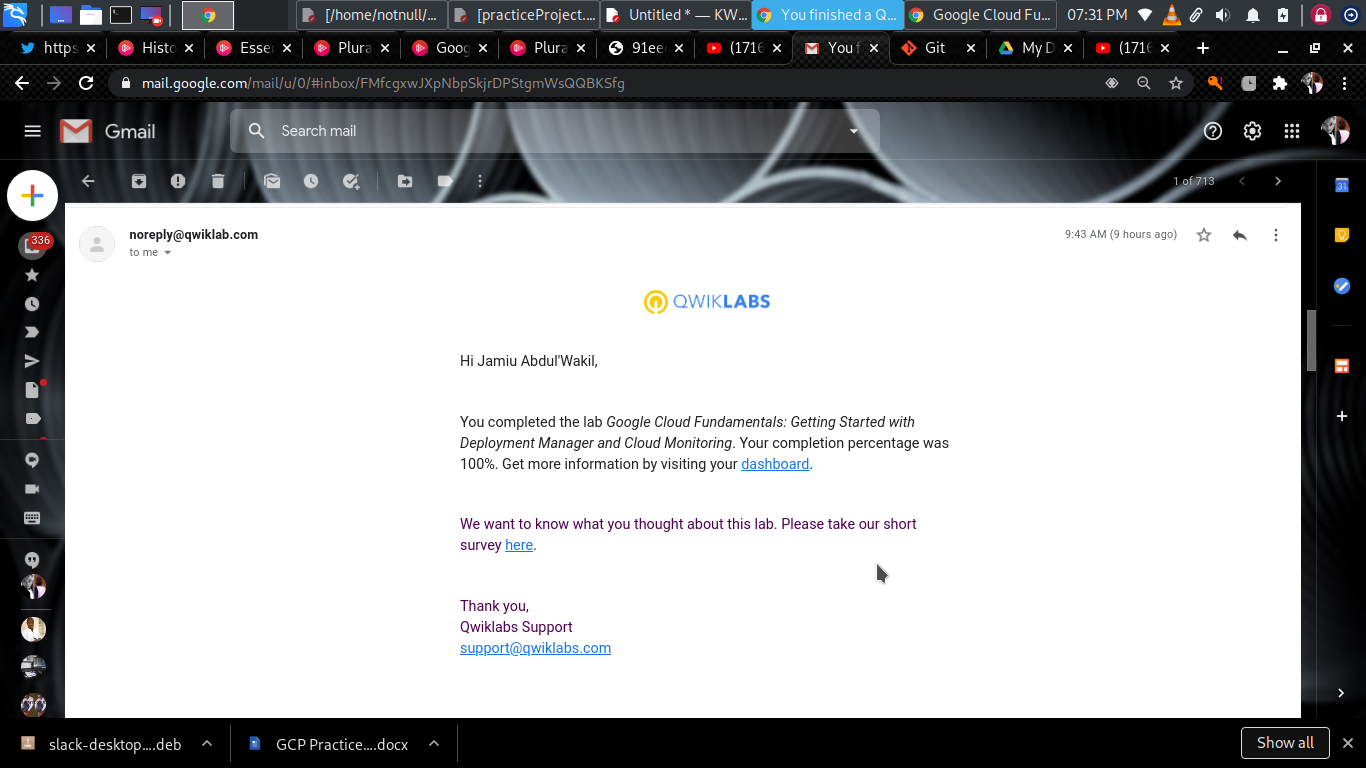 [/home/notnull/...
[practiceProject....
Untitled * — KW...
You finished a Q...
Google Cloud Fu...
07:31 PM
https
Histo
Esser
Plura
Goog
Plura
91ee
(1716
You f
Git
My D
(1716
mail.google.com/mail/u/0/#inbox/FMfcgxwJXpNbpSkjrDPStgmWsQQBKSfg
Gmail
Search mail
1 of 713
31
336
noreply@qwiklab.com
9:43 AM (9 hours ago)
to me
QWIKLABS
Hi Jamiu Abdul'Wakil,
You completed the lab Google Cloud Fundamentals: Getting Started with
Deployment Manager and Cloud Monitoring. Your completion percentage was
100%. Get more information by visiting your dashboard.
We want to know what you thought about this lab. Please take our short
survey here.
Thank you,
Qwiklabs Support
support@qwiklabs.com
slack-desktop....deb
GCP Practice....docx
Show all